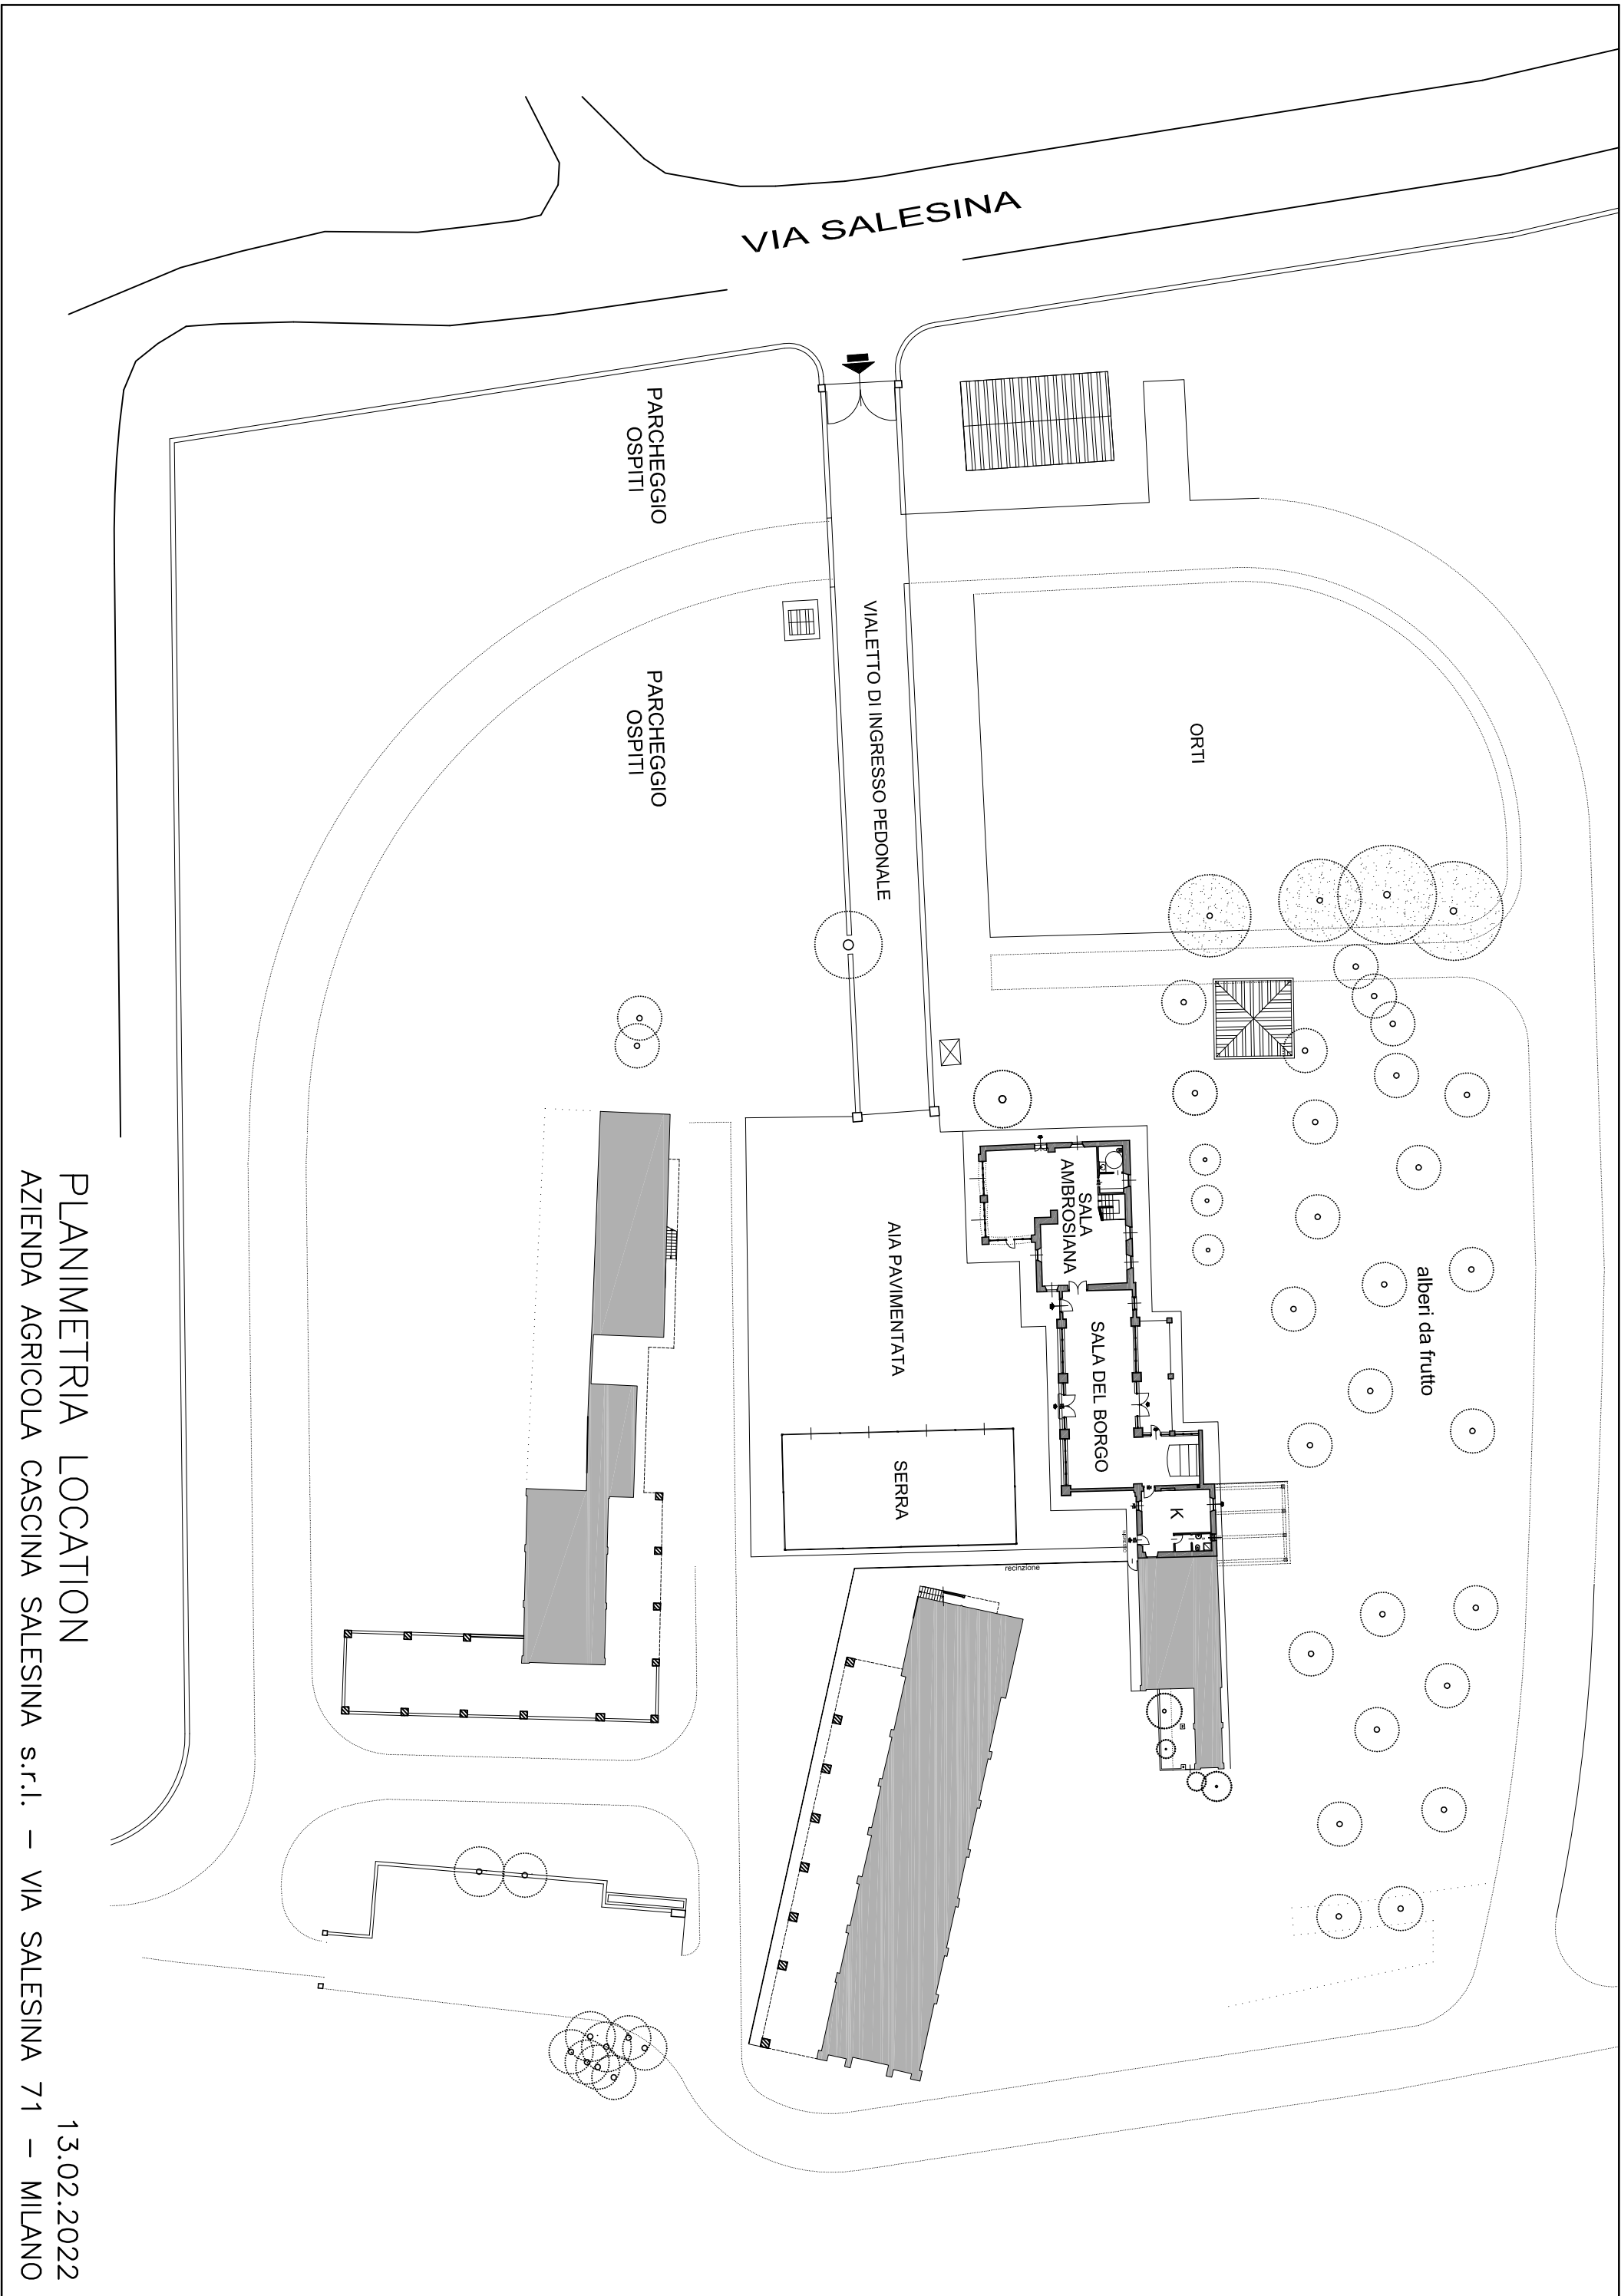 VIA SALESINA
PARCHEGGIO
OSPITI
PARCHEGGIO
OSPITI
VIALETTO DI INGRESSO PEDONALE
ORTI
alberi da frutto
SALA
AMBROSIANA
SALA DEL BORGO
K
AIA PAVIMENTATA
SERRA
recinzione
PLANIMETRIA LOCATION
13.02.2022
AZIENDA AGRICOLA CASCINA SALESINA s.r.l. – VIA SALESINA 71 – MILANO